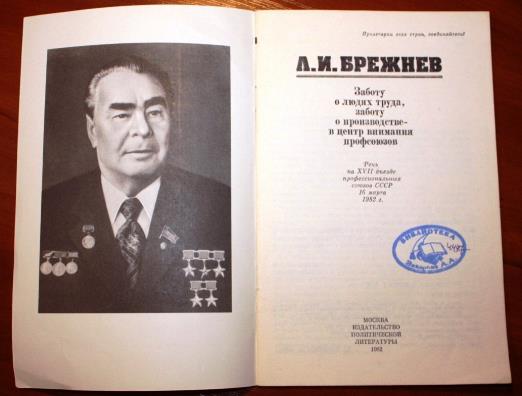 Пролетарии всех стран, соединяйтесь!
Л.И. БРЕЖНЕВ
Заботу
о людях труда,
заботу
о производстве–
в центр внимания
профсоюзов
Речь
на XVII съезде
профессиональных
союзов СССР
16 марта
1982 г.
БИБЛИОТЕКА
А.А.
МОСКВА
ИЗДАТЕЛЬСТВО
ПОЛИТИЧЕСКОЙ
ЛИТЕРАТУРЫ
1982